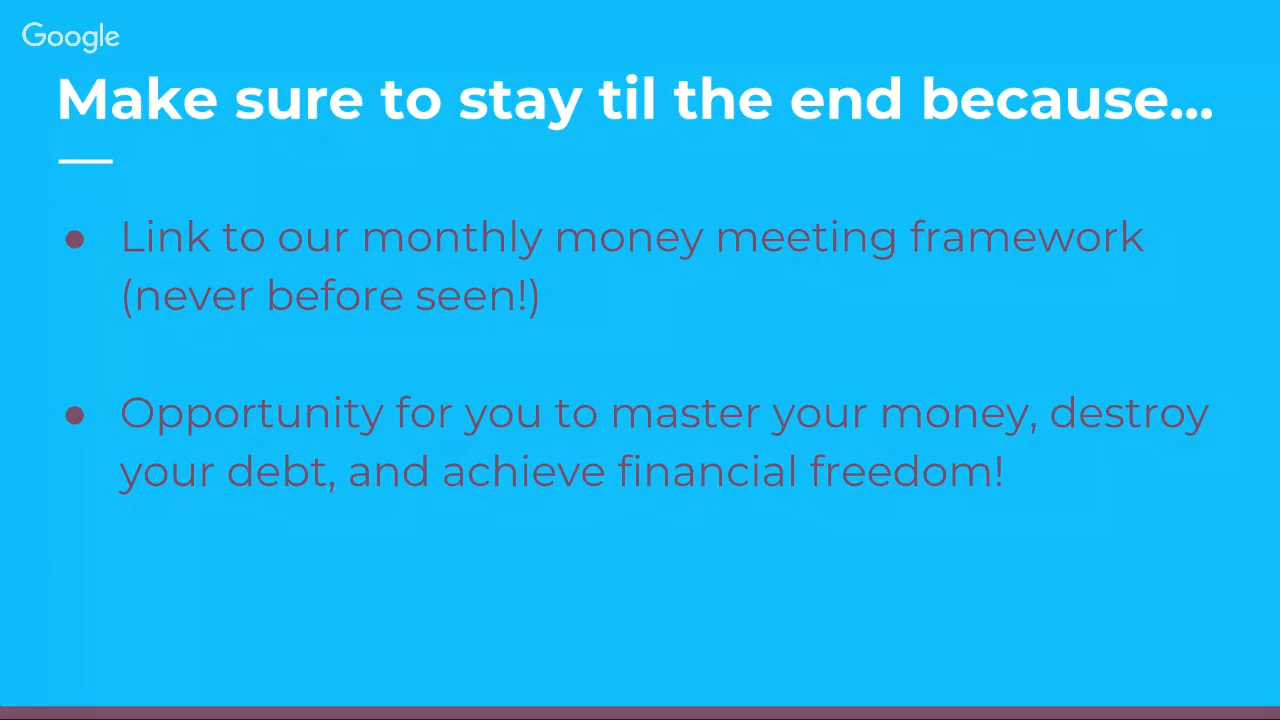 Google
Make sure to stay til the end because...
● Link to our monthly money meeting framework
(never before seen!)
● Opportunity for you to master your money, destroy
your debt, and achieve financial freedom!